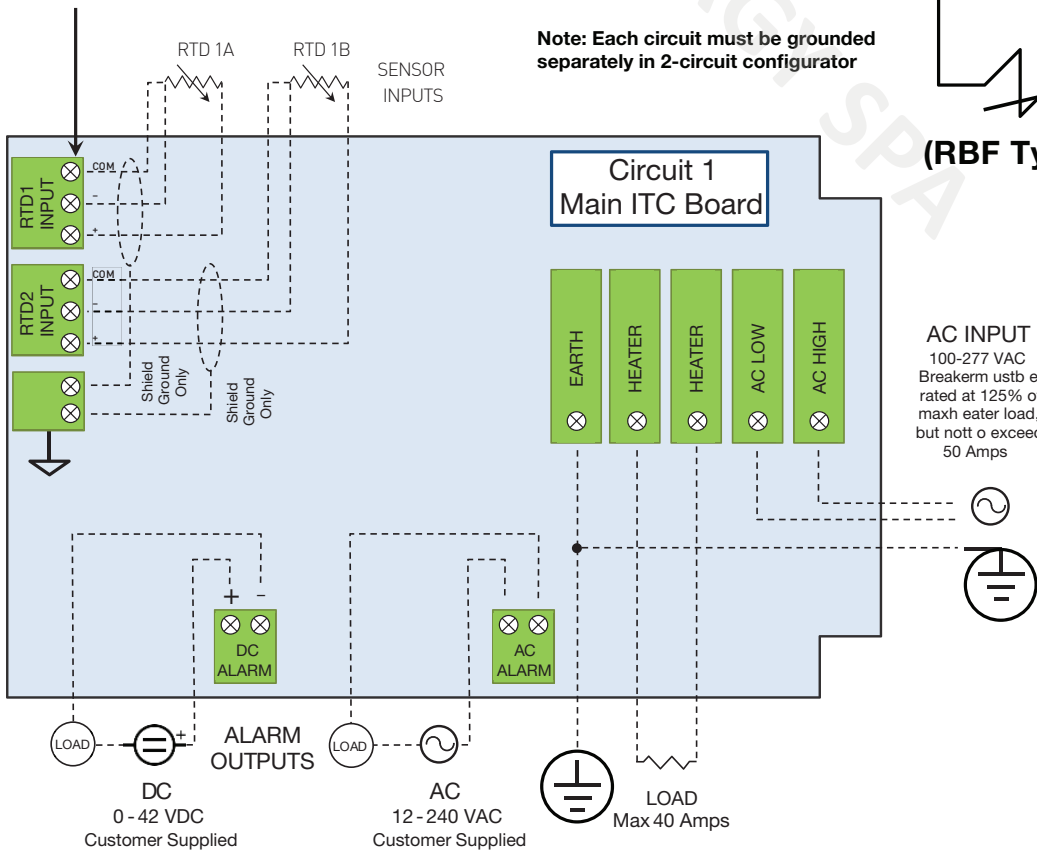 RTD 1A
RTD 1B
SENSOR
INPUTS
Note: Each circuit must be grounded
separately in 2-circuit configurator
(RBF Ty
GY SPA
Circuit 1
Main ITC Board
RTD1
INPUT
COM
-
+
RTD2
INPUT
COM
-
+
Shield
Ground
Only
Shield
Ground
Only
EARTH
HEATER
HEATER
AC LOW
AC HIGH
AC INPUT
100-277 VAC
Breakerm ustb e
rated at 125% o
maxh eater load,
but nott o exceed
50 Amps
+ -
DC
ALARM
AC
ALARM
LOAD
+
ALARM
OUTPUTS
LOAD
DC
0 - 42 VDC
Customer Supplied
AC
12 - 240 VAC
Customer Supplied
LOAD
Max 40 Amps